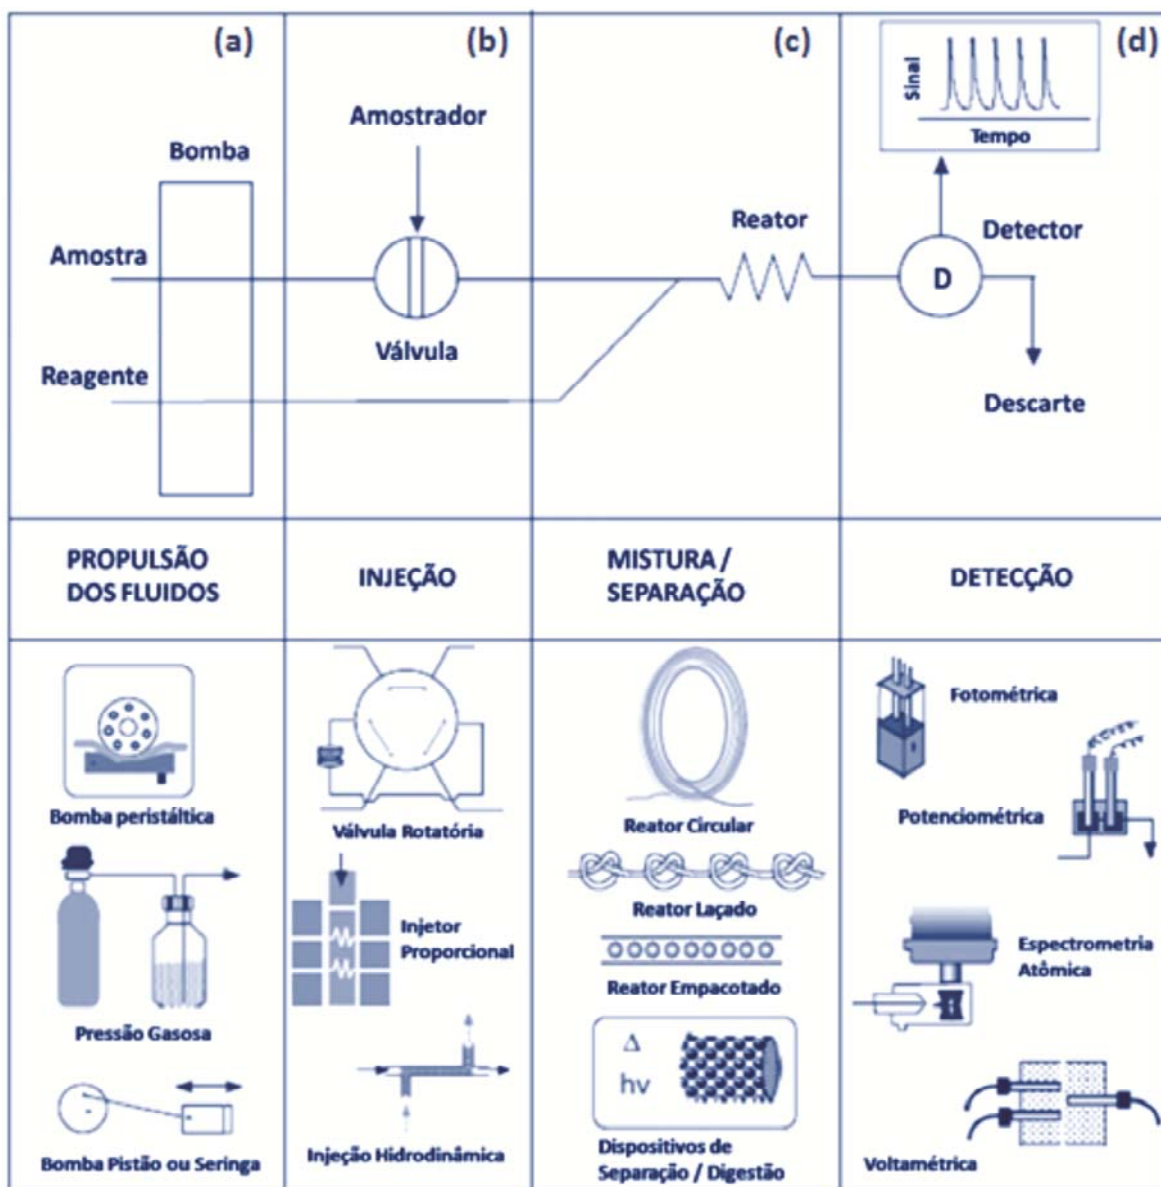 (a)
(b)
(c)
(d)
Bomba
Amostra
Reagente
Amostrador
Válvula
Reator
Sinal
Tempo
D
Detector
Descarte
PROPULSÃO
DOS FLUIDOS
INJEÇÃO
MISTURA /
SEPARAÇÃO
DETECÇÃO
Bomba peristáltica
Pressão Gasosa
Bomba Pistão ou Seringa
Válvula Rotatória
Injetor
Proporcional
Injeção Hidrodinâmica
Reator Circular
Reator Laçado
Reator Empacotado
Δ
hv
Dispositivos de
Separação / Digestão
Fotométrica
Potenciométrica
Espectrometria
Atômica
Voltamétrica